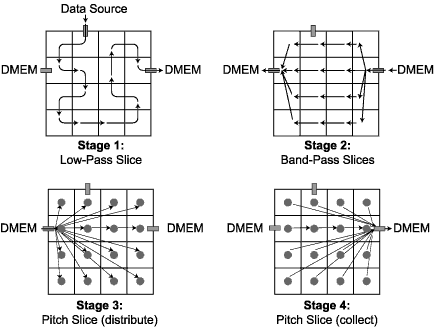 Data Source
DMEM DMEM
Stage 1:
Low-Pass Slice
DMEM DMEM
Stage 2:
Band-Pass Slices
DMEM DMEM
Stage 3:
Pitch Slice (distribute)
DMEM DMEM
Stage 4:
Pitch Slice (collect)